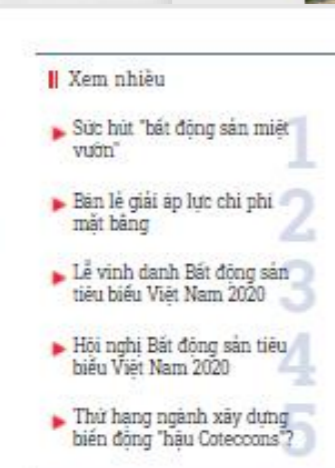 Xem nhiều
Sức hút "bất động sản miệt
vườn"
1
Bán lẻ giải áp lực chi phí
mặt bằng
2
Lễ vinh danh Bất động sản
tiêu biểu Việt Nam 2020
3
Hội nghị Bất động sản tiêu
biểu Việt Nam 2020
4
Thứ hạng ngành xây dựng
biến động "hậu Coteccons"?
5